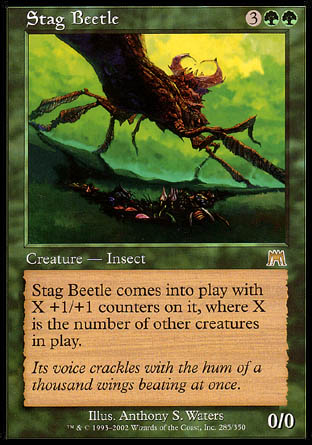 Stag Beetle 3
Creature — Insect
Stag Beetle comes into play with
X +1/+1 counters on it, where X
is the number of other creatures
in play.
Its voice crackles with the hum of a
thousand wings beating at once.
Illus. Anthony S. Waters
™ & © 1993–2002 Wizards of the Coast, Inc. 285/350
0/0